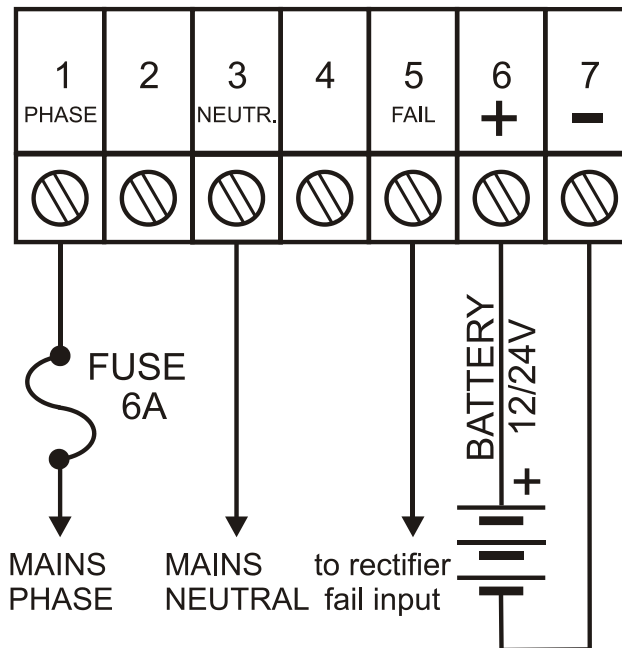 1 2 3 4 5 6 7
PHASE NEUTR. FAIL + -
FUSE
6A
BATTERY
12/24V
+
MAINS
PHASE
MAINS
NEUTRAL
to rectifier
fail input